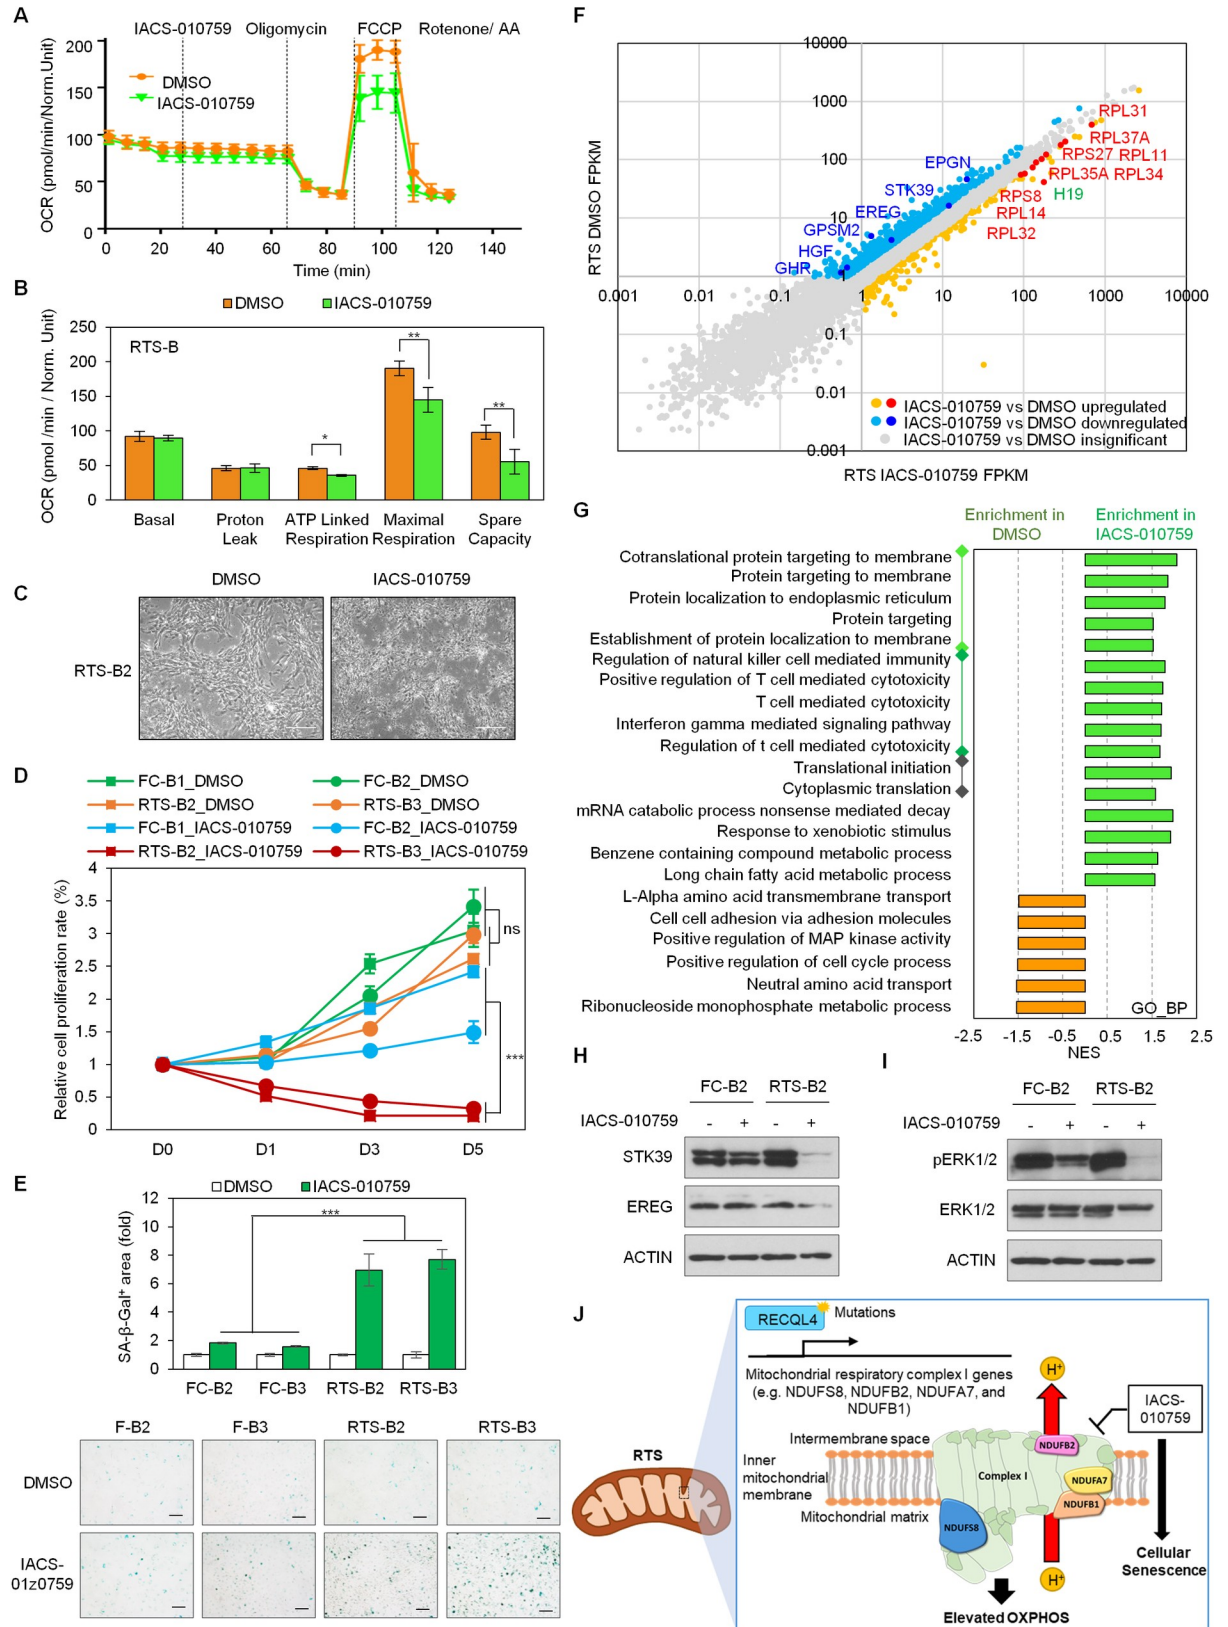 A
IACS-010759 Oligomycin FCCP Rotenone/ AA
OCR (pmol/min/Norm.Unit)
200
150
100
50
0
DMSO
IACS-010759
0 20 40 60 80 100 120 140
Time (min)
B
DMSO IACS-010759
OCR (pmol /min / Norm. Unit)
250
200
150
100
50
0
RTS-B
*
**
**
Basal Proton Leak ATP Linked Respiration Maximal Respiration Spare Capacity
C
DMSO IACS-010759
RTS-B2
D
FC-B1_DMSO FC-B2_DMSO
RTS-B2_DMSO RTS-B3_DMSO
FC-B1_IACS-010759 FC-B2_IACS-010759
RTS-B2_IACS-010759 RTS-B3_IACS-010759
Relative cell proliferation rate (%)
4
3.5
3
2.5
2
1.5
1
0.5
0
ns
***
D0 D1 D3 D5
E
DMSO IACS-010759
SA-β-Gal+ area (fold)
12
10
8
6
4
2
0
***
FC-B2 FC-B3 RTS-B2 RTS-B3
F-B2 F-B3 RTS-B2 RTS-B3
DMSO
IACS-
01z0759
F
RTS DMSO FPKM
10000
1000
100
10
1
0.1
0.01
0.001
0.001 0.01 0.1 1 10 100 1000 10000
RPL31
RPL37A
RPS27 RPL11
RPL35A RPL34
RPS8 H19
RPL14
RPL32
EPGN
STK39
EREG
GPSM2
HGF
GHR
IACS-010759 vs DMSO upregulated
IACS-010759 vs DMSO downregulated
IACS-010759 vs DMSO insignificant
RTS IACS-010759 FPKM
G
Enrichment in DMSO
Enrichment in IACS-010759
Cotranslational protein targeting to membrane
Protein targeting to membrane
Protein localization to endoplasmic reticulum
Protein targeting
Establishment of protein localization to membrane
Regulation of natural killer cell mediated immunity
Positive regulation of T cell mediated cytotoxicity
T cell mediated cytotoxicity
Interferon gamma mediated signaling pathway
Regulation of t cell mediated cytotoxicity
Translational initiation
Cytoplasmic translation
mRNA catabolic process nonsense mediated decay
Response to xenobiotic stimulus
Benzene containing compound metabolic process
Long chain fatty acid metabolic process
L-Alpha amino acid transmembrane transport
Cell cell adhesion via adhesion molecules
Positive regulation of MAP kinase activity
Positive regulation of cell cycle process
Neutral amino acid transport
Ribonucleoside monophosphate metabolic process
GO_BP
-2.5 -1.5 -0.5 0.5 1.5 2.5
NES
H
FC-B2 RTS-B2
IACS-010759 - + - +
STK39
EREG
ACTIN
I
FC-B2 RTS-B2
IACS-010759 - + - +
pERK1/2
ERK1/2
ACTIN
J
RECQL4 Mutations
Mitochondrial respiratory complex I genes
(e.g. NDUFS8, NDUFB2, NDUFA7, and
NDUFB1)
H+
IACS-
010759
Intermembrane space
NDUFB2
RTS
Inner
mitochondrial
membrane
Complex I
NDUFA7
NDUFB1
Mitochondrial matrix
NDUFS8
H+
Cellular
Senescence
Elevated OXPHOS